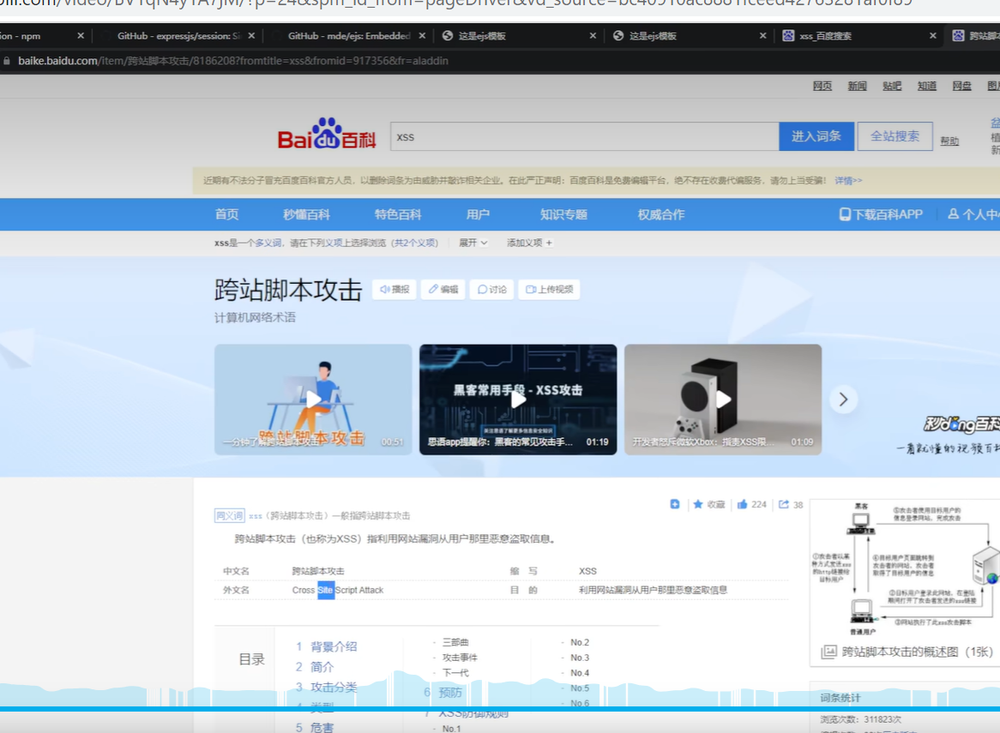 bili.com/video/BV1qN4y1A7jM/?p=24&spm_id_from=pageDriver&vd_source=
ion - npm
GitHub - expressjs/session: Si
GitHub - mde/ejs: Embedded
这是ejs模板
这是ejs模板
xss_百度搜索
跨站脚本
baike.baidu.com/item/跨站脚本攻击/8186208?fromtitle=xss&fromid=917356&fr=aladdin
网页 新闻 贴吧 知道 网盘 图片
Baidu百科
xss
进入词条
全站搜索
帮助
近期有不法分子冒充百度百科官方人员，以删除词条为由威胁并敲诈相关企业。在此严正声明：百度百科是免费编辑平台，绝不存在收费代编服务，请勿上当受骗！ 详情>>
首页 秒懂百科 特色百科 用户 知识专题 权威合作 下载百科APP 个人中心
xss是一个多义词，请在下列义项上选择浏览（共2个义项） 展开 添加义项 +
跨站脚本攻击 播报 编辑 讨论 上传视频
计算机网络术语
黑客常用手段 - XSS攻击
跨站脚本攻击
一分钟了解跨站脚本攻击 00:51
思语app提醒你：黑客的常见攻击手... 01:19
开发者怒斥微软Xbox：指责XSS限... 01:09
秒dong百科
一看就懂的视频百科
收藏 224 38
同义词 xss（跨站脚本攻击）一般指跨站脚本攻击
跨站脚本攻击（也称为XSS）指利用网站漏洞从用户那里恶意盗取信息。
中文名 跨站脚本攻击 缩 写 XSS
外文名 Cross Site Script Attack 目 的 利用网站漏洞从用户那里恶意盗取信息
黑客
⑤攻击者使用目标用户的
信息登录网站，完成攻击
①攻击者以某
种方式发送xss
的http链接给
目标用户
④目标用户页面跳转到
攻击者的网站，攻击者
取得了目标用户的信息
②目标用户登录此网站，在登陆
期间打开了攻击者发送的xss链接
③网站执行了此xss攻击脚本
普通用户
跨站脚本攻击的概述图（1张）
目录
1 背景介绍
2 简介
3 攻击分类
4 类型
5 危害
- 三部曲
- 攻击事件
- 下一代
6 预防
7 XSS防御规则
- No.1
- No.2
- No.3
- No.4
- No.5
- No.6
词条统计
浏览次数：311823次